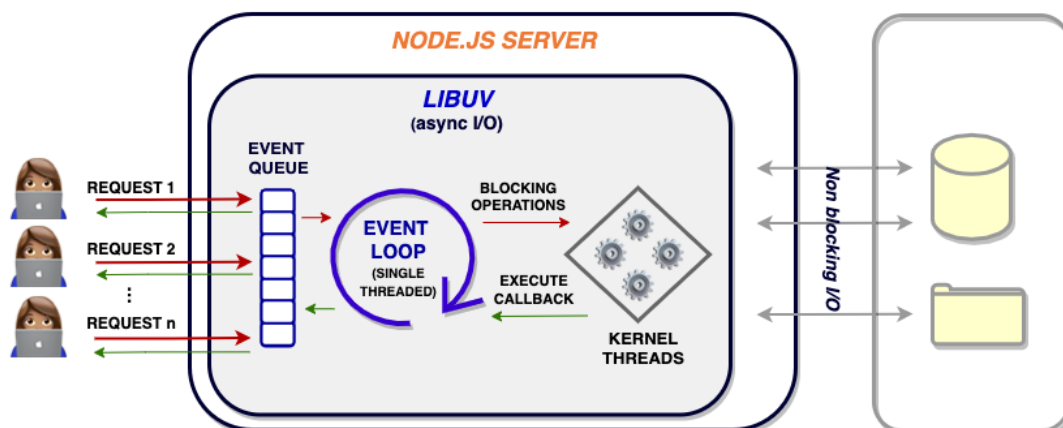 NODE.JS SERVER
LIBUV
(async I/O)
EVENT
QUEUE
REQUEST 1
REQUEST 2
...
REQUEST n
EVENT
LOOP
(SINGLE
THREADED)
BLOCKING
OPERATIONS
EXECUTE
CALLBACK
KERNEL
THREADS
Non blocking I/O